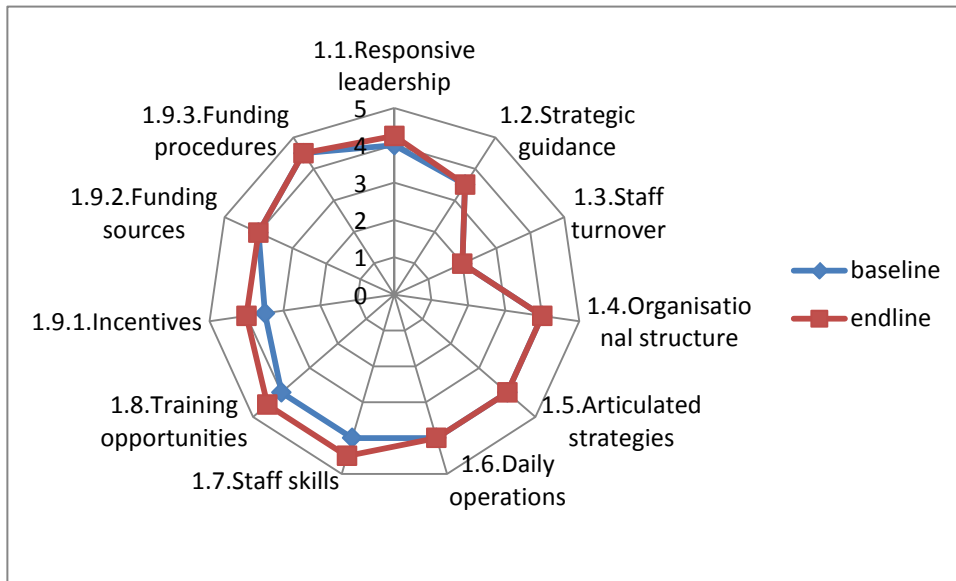 1.1.Responsive
leadership
1.2.Strategic
guidance
1.3.Staff
turnover
1.4.Organisatio
nal structure
1.5.Articulated
strategies
1.6.Daily
operations
1.7.Staff skills
1.8.Training
opportunities
1.9.1.Incentives
1.9.2.Funding
sources
1.9.3.Funding
procedures
5
4
3
2
1
0
baseline
endline